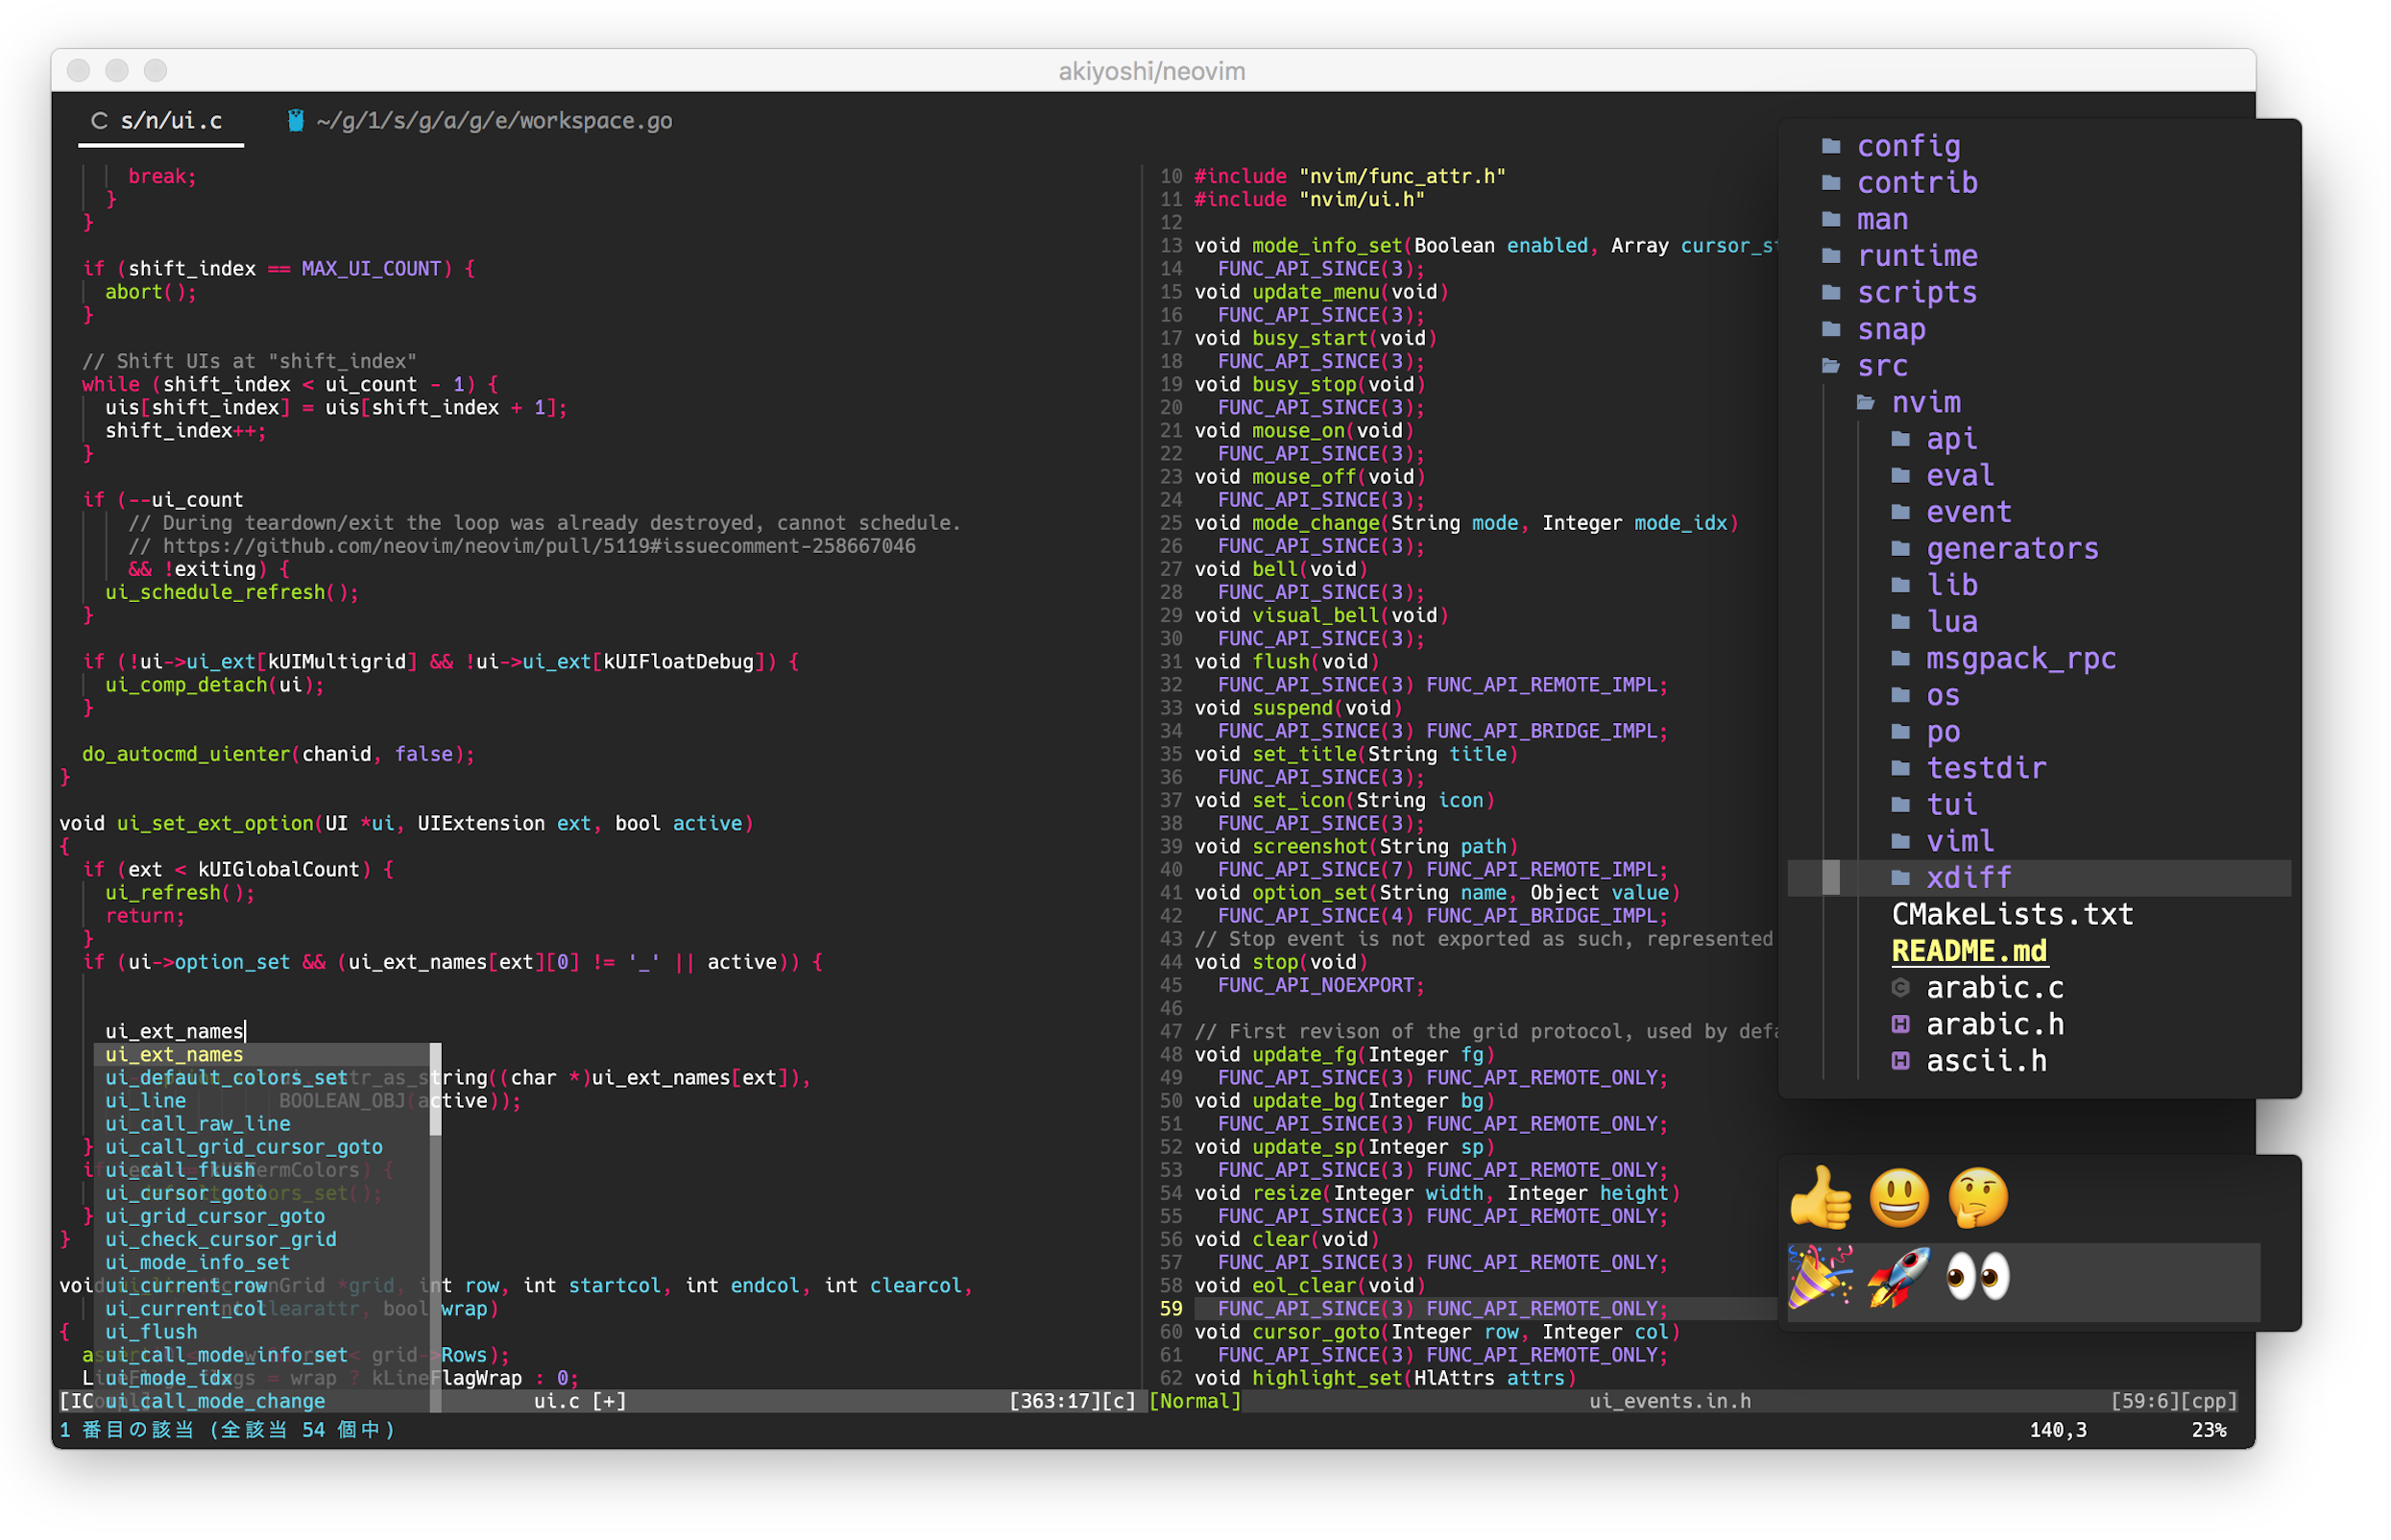 akiyoshi/neovim
s/n/ui.c
~/g/1/s/g/a/g/e/workspace.go
break;
}
}
if (shift_index == MAX_UI_COUNT) {
abort();
}
// Shift UIs at "shift_index"
while (shift_index < ui_count - 1) {
uis[shift_index] = uis[shift_index + 1];
shift_index++;
}
if (--ui_count
// During teardown/exit the loop was already destroyed, cannot schedule.
// https://github.com/neovim/neovim/pull/5119#issuecomment-258667046
&& !exiting) {
ui_schedule_refresh();
}
if (!ui->ui_ext[kUIMultigrid] && !ui->ui_ext[kUIFloatDebug]) {
ui_comp_detach(ui);
}
do_autocmd_uienter(chanid, false);
}
void ui_set_ext_option(UI *ui, UIExtension ext, bool active)
{
if (ext < kUIGlobalCount) {
ui_refresh();
return;
}
if (ui->option_set && (ui_ext_names[ext][0] != '_' || active)) {
ui_ext_names
ui_ext_names
ui_default_colors_set
((char *)ui_ext_names[ext]),
ui_line
BOOLEAN_OBJ(active));
ui_call_raw_line
} ui_call_grid_cursor_goto
ui_call_flush
ui_cursor_goto
} ui_grid_cursor_goto
} ui_check_cursor_grid
ui_mode_info_set
void ui_current_row
*grid, int row, int startcol, int endcol, int clearcol,
ui_current_col
bool wrap)
{ ui_flush
ui_call_mode_info_set
< grid->Rows);
ui_mode_idx
= wrap ? kLineFlagWrap : 0;
ui_call_mode_change
ui.c [+]
[363:17][c]
1 番目の該当 (全該当 54 個中)
10 #include "nvim/func_attr.h"
11 #include "nvim/ui.h"
12
13 void mode_info_set(Boolean enabled, Array
14 FUNC_API_SINCE(3);
15 void update_menu(void)
16 FUNC_API_SINCE(3);
17 void busy_start(void)
18 FUNC_API_SINCE(3);
19 void busy_stop(void)
20 FUNC_API_SINCE(3);
21 void mouse_on(void)
22 FUNC_API_SINCE(3);
23 void mouse_off(void)
24 FUNC_API_SINCE(3);
25 void mode_change(String mode, Integer mode_idx)
26 FUNC_API_SINCE(3);
27 void bell(void)
28 FUNC_API_SINCE(3);
29 void visual_bell(void)
30 FUNC_API_SINCE(3);
31 void flush(void)
32 FUNC_API_SINCE(3) FUNC_API_REMOTE_IMPL;
33 void suspend(void)
34 FUNC_API_SINCE(3) FUNC_API_BRIDGE_IMPL;
35 void set_title(String title)
36 FUNC_API_SINCE(3);
37 void set_icon(String icon)
38 FUNC_API_SINCE(3);
39 void screenshot(String path)
40 FUNC_API_SINCE(7) FUNC_API_REMOTE_IMPL;
41 void option_set(String name, Object value)
42 FUNC_API_SINCE(4) FUNC_API_BRIDGE_IMPL;
43 // Stop event is not exported as such, represented
44 void stop(void)
45 FUNC_API_NOEXPORT;
46
47 // First revison of the grid protocol, used by
48 void update_fg(Integer fg)
49 FUNC_API_SINCE(3) FUNC_API_REMOTE_ONLY;
50 void update_bg(Integer bg)
51 FUNC_API_SINCE(3) FUNC_API_REMOTE_ONLY;
52 void update_sp(Integer sp)
53 FUNC_API_SINCE(3) FUNC_API_REMOTE_ONLY;
54 void resize(Integer width, Integer height)
55 FUNC_API_SINCE(3) FUNC_API_REMOTE_ONLY;
56 void clear(void)
57 FUNC_API_SINCE(3) FUNC_API_REMOTE_ONLY;
58 void eol_clear(void)
59 FUNC_API_SINCE(3) FUNC_API_REMOTE_ONLY;
60 void cursor_goto(Integer row, Integer col)
61 FUNC_API_SINCE(3) FUNC_API_REMOTE_ONLY;
62 void highlight_set(HlAttrs attrs)
[Normal]
ui_events.in.h
[59:6][cpp]
140,3
23%
config
contrib
man
runtime
scripts
snap
src
nvim
api
eval
event
generators
lib
lua
msgpack_rpc
os
po
testdir
tui
viml
xdiff
CMakeLists.txt
README.md
arabic.c
arabic.h
ascii.h